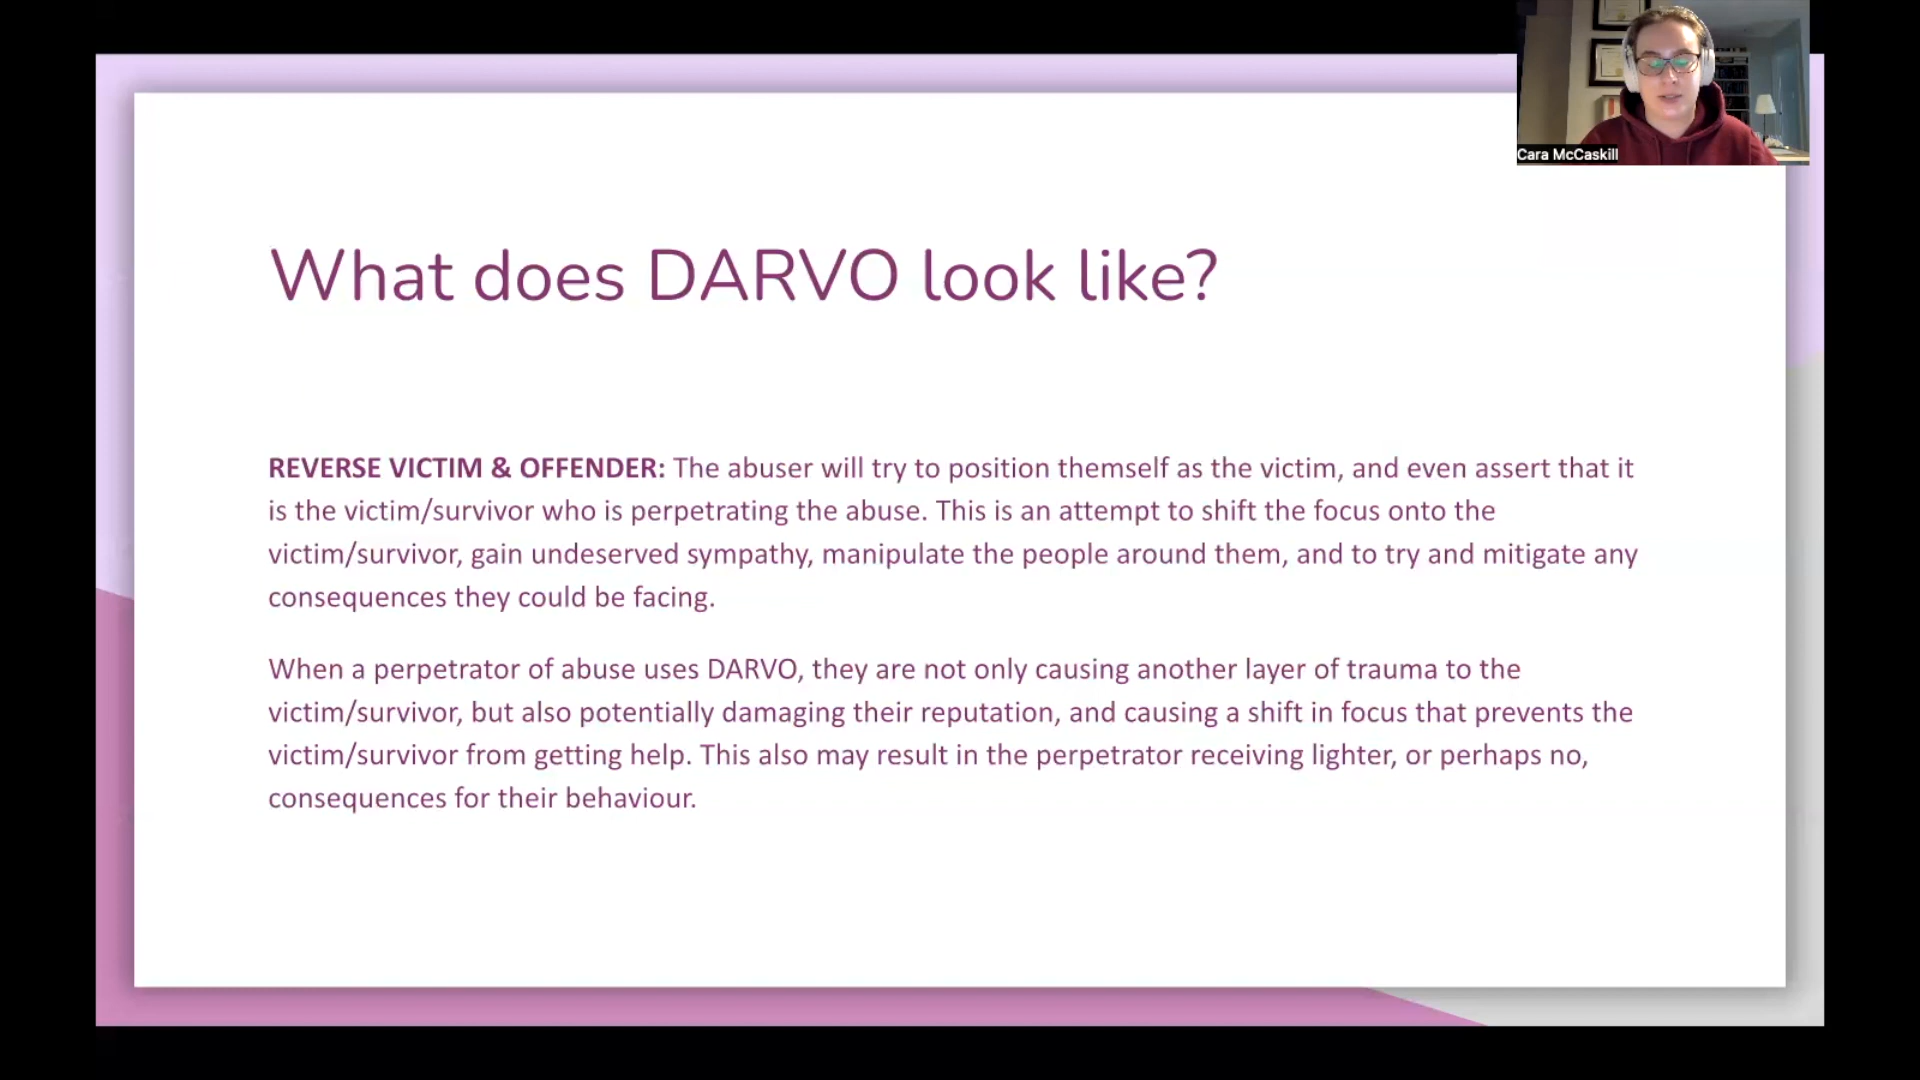 Cara McCaskill
What does DARVO look like?
REVERSE VICTIM & OFFENDER: The abuser will try to position themself as the victim, and even assert that it
is the victim/survivor who is perpetrating the abuse. This is an attempt to shift the focus onto the
victim/survivor, gain undeserved sympathy, manipulate the people around them, and to try and mitigate any
consequences they could be facing.
When a perpetrator of abuse uses DARVO, they are not only causing another layer of trauma to the
victim/survivor, but also potentially damaging their reputation, and causing a shift in focus that prevents the
victim/survivor from getting help. This also may result in the perpetrator receiving lighter, or perhaps no,
consequences for their behaviour.